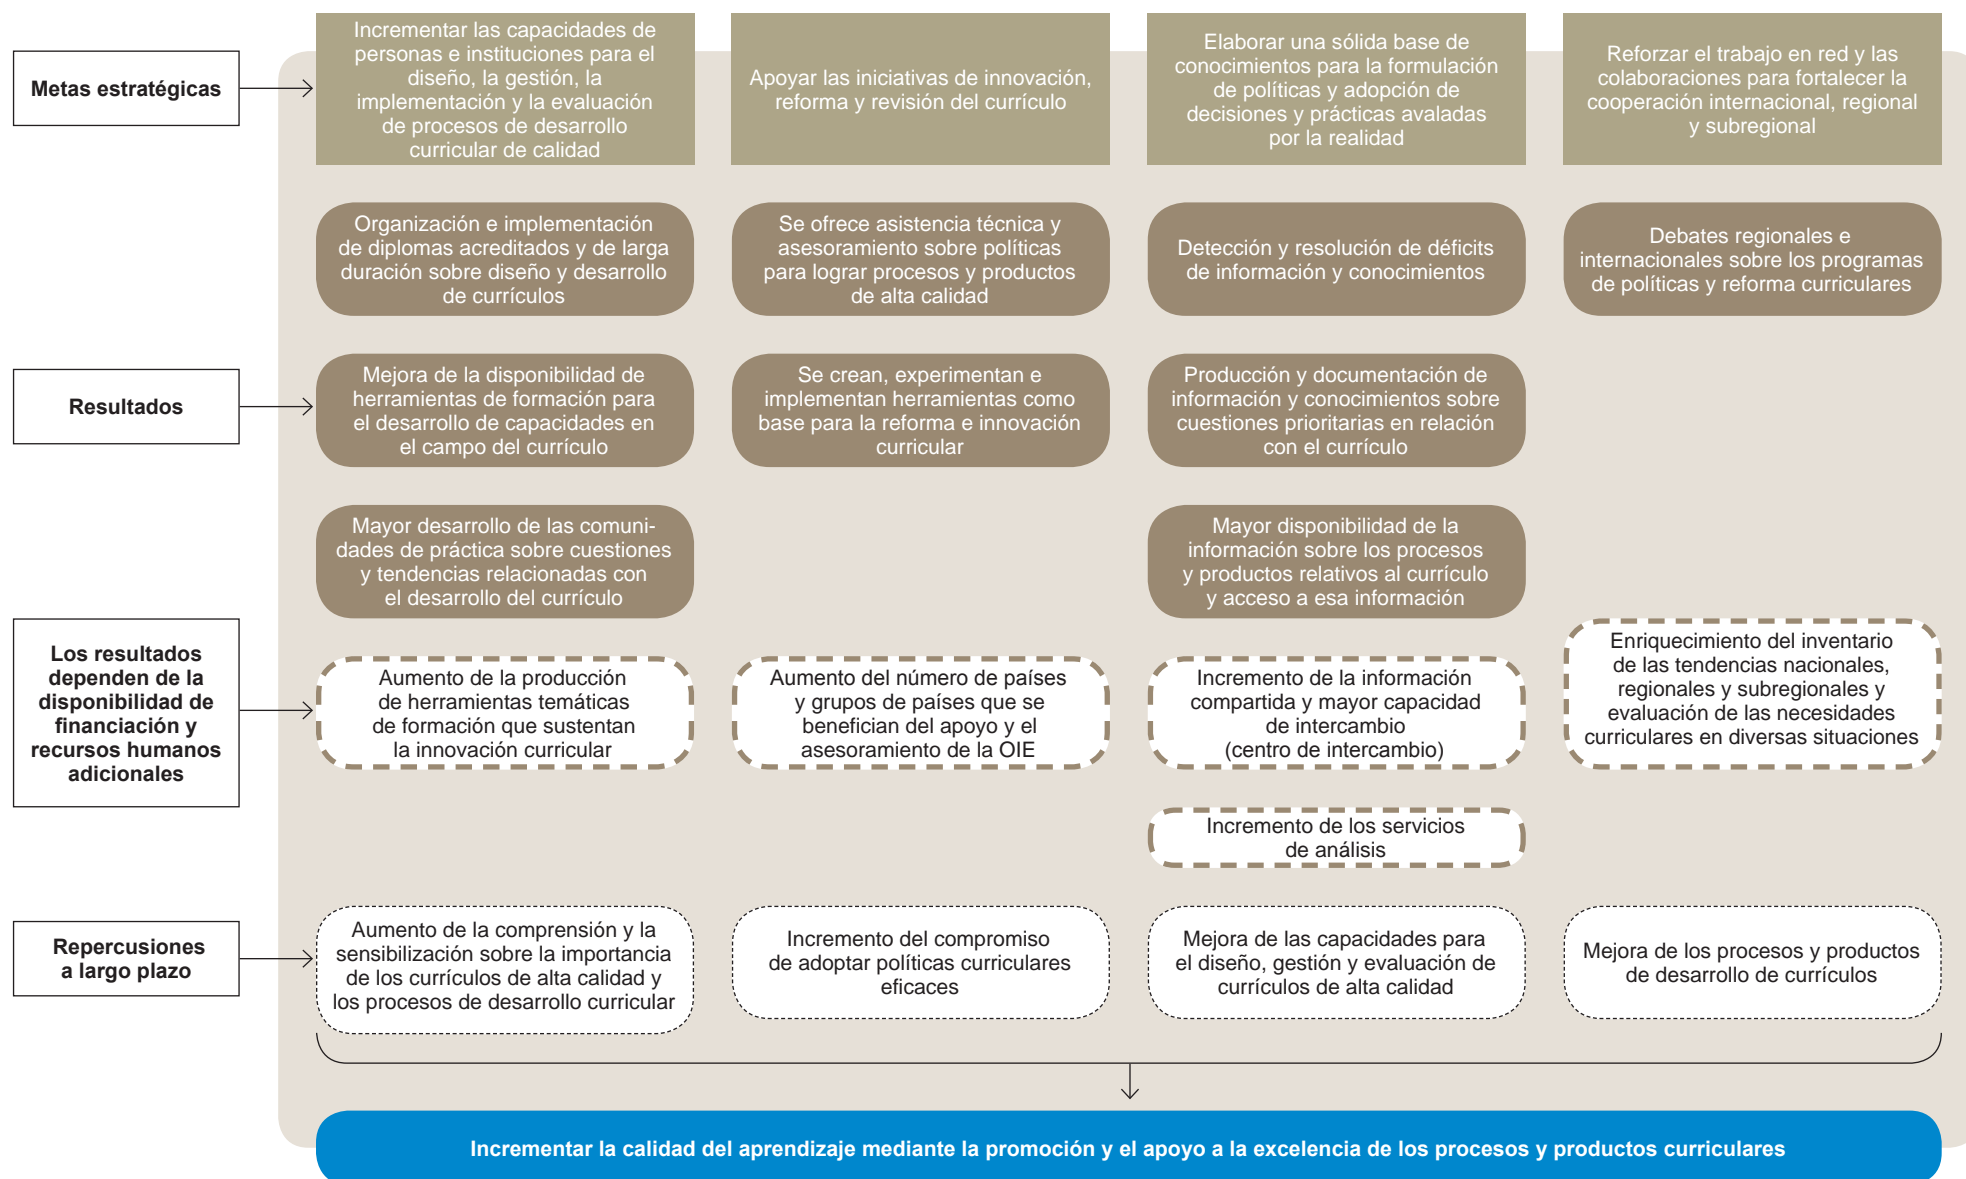 Metas estratégicas
Incrementar las capacidades de
personas e instituciones para el
diseño, la gestión, la
implementación y la evaluación
de procesos de desarrollo
curricular de calidad
Apoyar las iniciativas de innovación,
reforma y revisión del currículo
Elaborar una sólida base de
conocimientos para la formulación
de políticas y adopción de
decisiones y prácticas avaladas
por la realidad
Reforzar el trabajo en red y las
colaboraciones para fortalecer la
cooperación internacional, regional
y subregional
Organización e implementación
de diplomas acreditados y de larga
duración sobre diseño y desarrollo
de currículos
Se ofrece asistencia técnica y
asesoramiento sobre políticas
para lograr procesos y productos
de alta calidad
Detección y resolución de déficits
de información y conocimientos
Debates regionales e
internacionales sobre los programas
de políticas y reforma curriculares
Resultados
Mejora de la disponibilidad de
herramientas de formación para
el desarrollo de capacidades en
el campo del currículo
Se crean, experimentan e
implementan herramientas como
base para la reforma e innovación
curricular
Producción y documentación de
información y conocimientos sobre
cuestiones prioritarias en relación
con el currículo
Mayor desarrollo de las comuni-
dades de práctica sobre cuestiones
y tendencias relacionadas con
el desarrollo del currículo
Mayor disponibilidad de la
información sobre los procesos
y productos relativos al currículo
y acceso a esa información
Los resultados
dependen de la
disponibilidad de
financiación y
recursos humanos
adicionales
Aumento de la producción
de herramientas temáticas
de formación que sustentan
la innovación curricular
Aumento del número de países
y grupos de países que se
benefician del apoyo y el
asesoramiento de la OIE
Incremento de la información
compartida y mayor capacidad
de intercambio
(centro de intercambio)
Enriquecimiento del inventario
de las tendencias nacionales,
regionales y subregionales y
evaluación de las necesidades
curriculares en diversas situaciones
Incremento de los servicios
de análisis
Repercusiones
a largo plazo
Aumento de la comprensión y la
sensibilización sobre la importancia
de los currículos de alta calidad y
los procesos de desarrollo curricular
Incremento del compromiso
de adoptar políticas curriculares
eficaces
Mejora de las capacidades para
el diseño, gestión y evaluación de
currículos de alta calidad
Mejora de los procesos y productos
de desarrollo de currículos
Incrementar la calidad del aprendizaje mediante la promoción y el apoyo a la excelencia de los procesos y productos curriculares